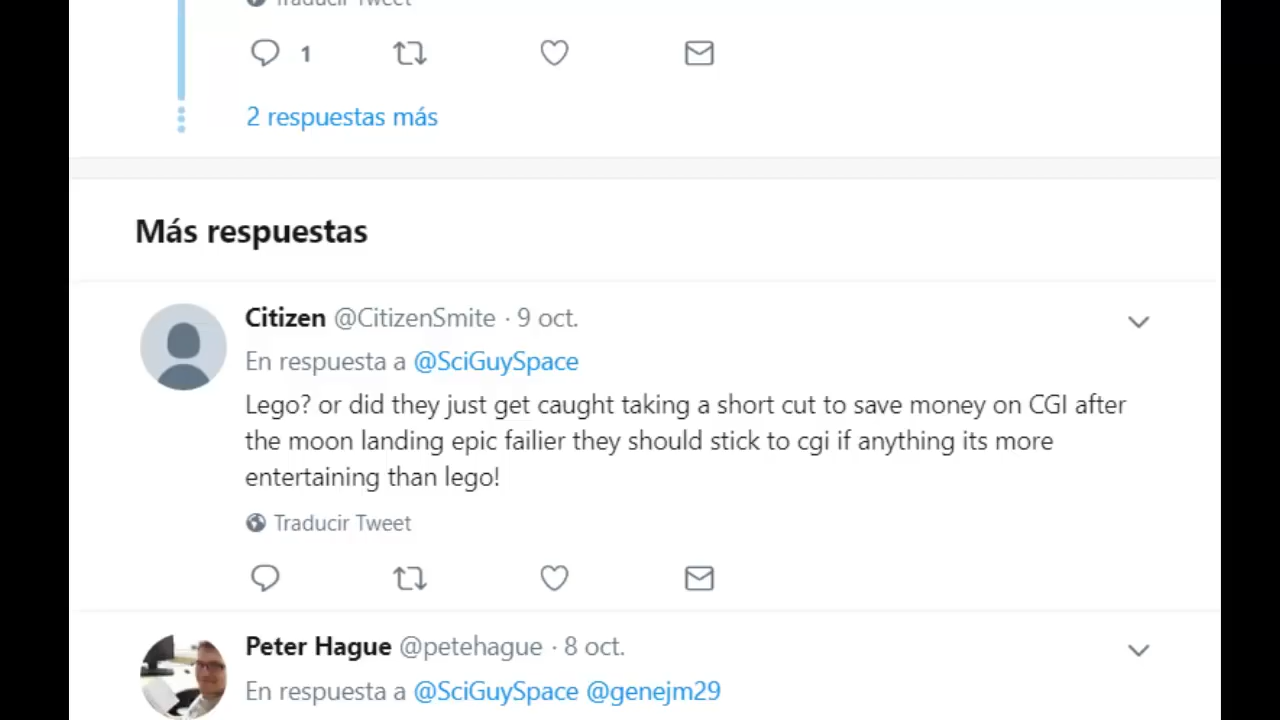 Traducir Tweet
1
2 respuestas más
Más respuestas
Citizen @CitizenSmite · 9 oct.
En respuesta a @SciGuySpace
Lego? or did they just get caught taking a short cut to save money on CGI after
the moon landing epic failier they should stick to cgi if anything its more
entertaining than lego!
Traducir Tweet
Peter Hague @petehague · 8 oct.
En respuesta a @SciGuySpace @genejm29